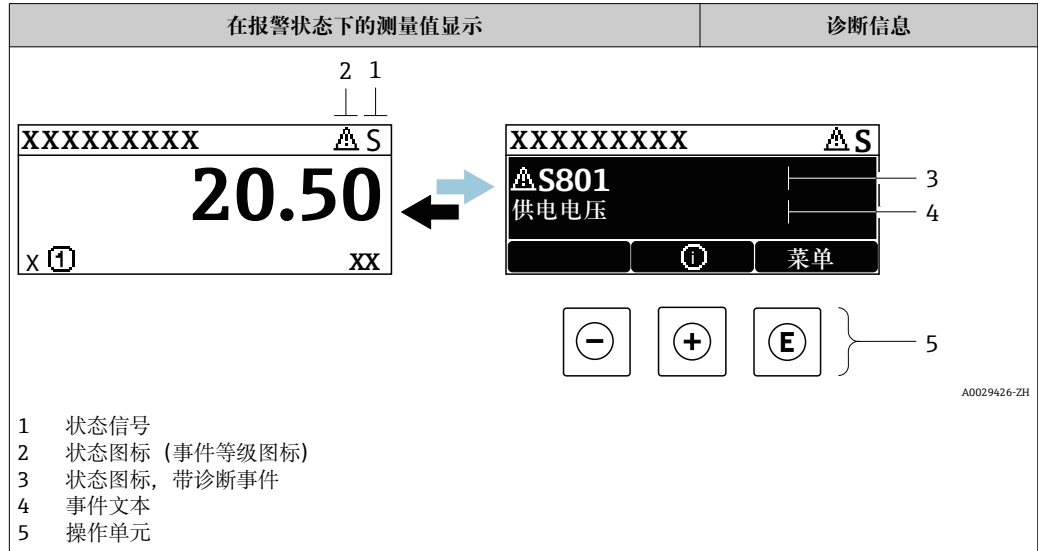 在报警状态下的测量值显示 诊断信息
2 1
XXXXXXXXX S
20.50
X 1 XX
XXXXXXXXX S
S801
供电电压
i 菜单
3
4
- + E
5
A0029426-ZH
1 状态信号
2 状态图标（事件等级图标）
3 状态图标，带诊断事件
4 事件文本
5 操作单元